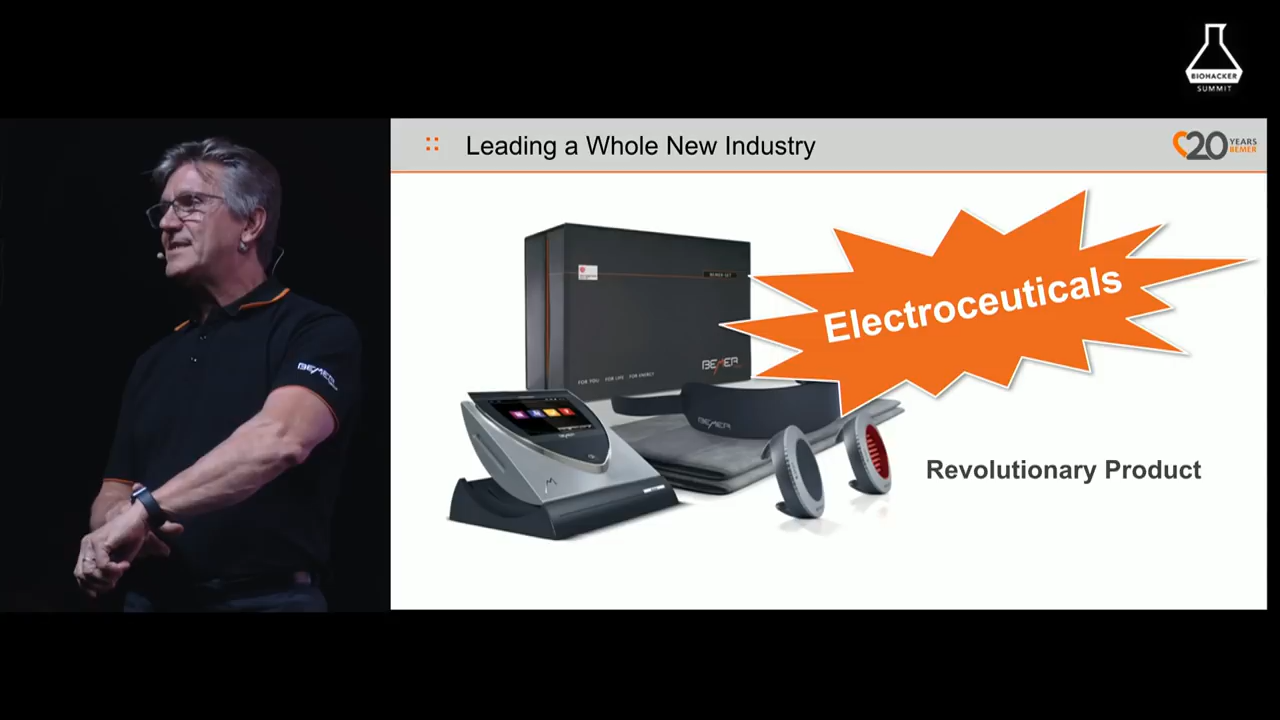 BIOHACKER
SUMMIT
Leading a Whole New Industry
20 YEARS
BEMER
Electroceuticals
BEMER
FOR YOU · FOR LIFE · FOR ENERGY
BEMER
BEMER
Revolutionary Product